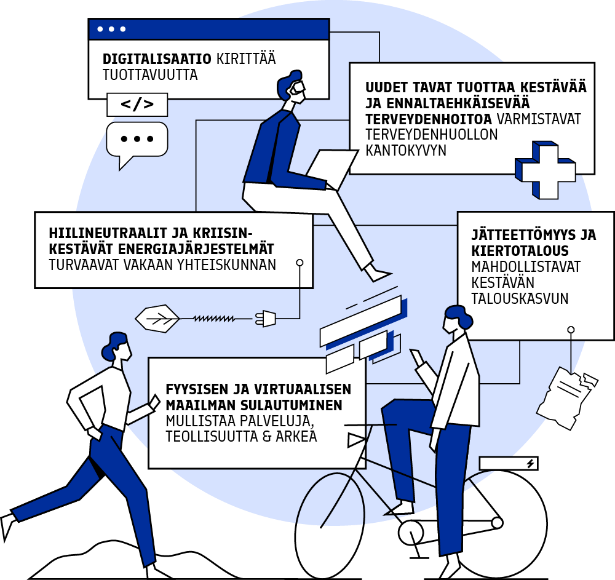 DIGITALISAATIO KIRITTÄÄ
TUOTTAVUUTTA
</>
UUDET TAVAT TUOTTAA KESTÄVÄÄ
JA ENNALTAEHKÄISEVÄÄ
TERVEYDENHOITOA VARMISTAVAT
TERVEYDENHUOLLON
KANTOKYVYN
HIILINEUTRAALIT JA KRIISIN-
KESTÄVÄT ENERGIAJÄRJESTELMÄT
TURVAAVAT VAKAAN YHTEISKUNNAN
JÄTTEETTÖMYYS JA
KIERTOTALOUS
MAHDOLLISTAVAT
KESTÄVÄN
TALOUSKASVUN
FYYSISEN JA VIRTUAALISEN
MAAILMAN SULAUTUMINEN
MULLISTAA PALVELUJA,
TEOLLISUUTTA & ARKEA